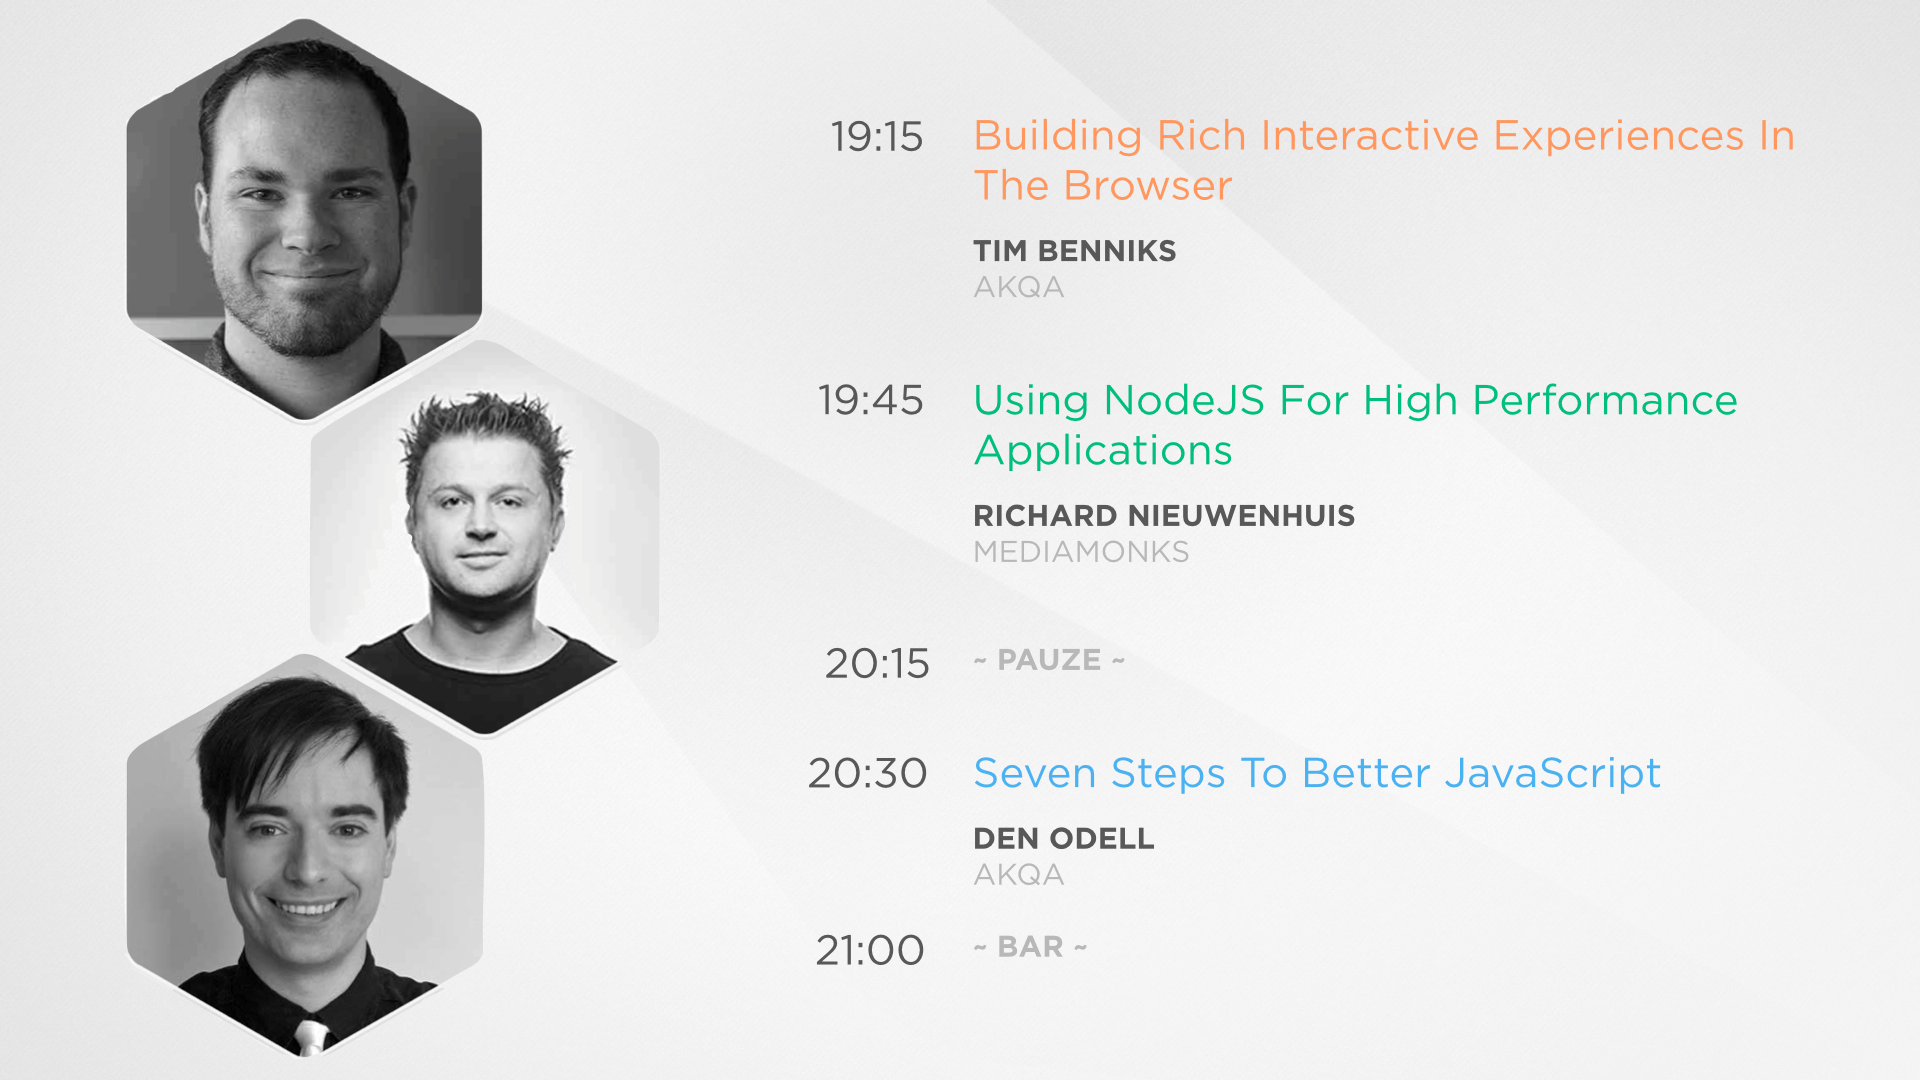 19:15 Building Rich Interactive Experiences In
The Browser
TIM BENNIKS
AKQA
19:45 Using NodeJS For High Performance
Applications
RICHARD NIEUWENHUIS
MEDIAMONKS
20:15 ~ PAUZE ~
20:30 Seven Steps To Better JavaScript
DEN ODELL
AKQA
21:00 ~ BAR ~